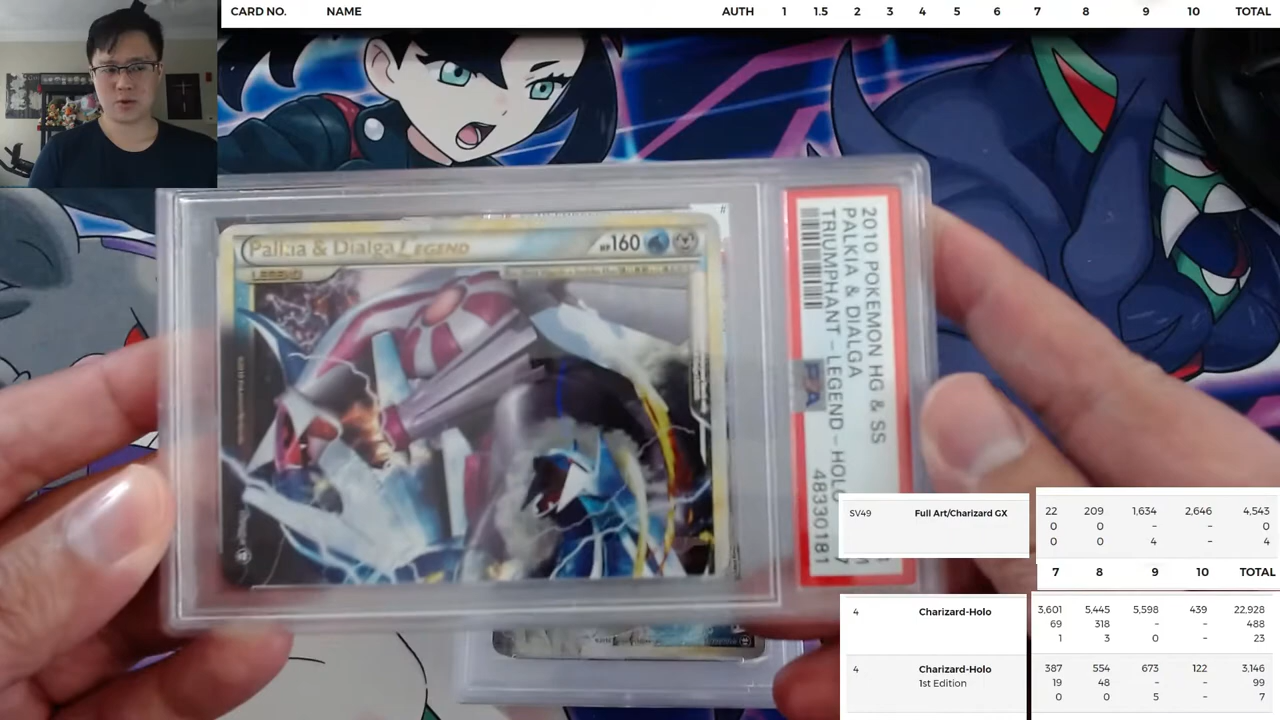 CARD NO. NAME AUTH 1 1.5 2 3 4 5 6 7 8 9 10 TOTAL
Palkia & Dialga LEGEND HP160
LEGEND
2010 POKEMON HG & SS
PALKIA & DIALGA
TRIUMPHANT-LEGEND-HOLO
48330181
PSA
SV49 Full Art/Charizard GX 22 209 1,634 2,646 4,543
0 0 - - 0
0 0 4 - 4
7 8 9 10 TOTAL
4 Charizard-Holo 3,601 5,445 5,598 439 22,928
69 318 - - 488
1 3 0 - 23
4 Charizard-Holo 387 554 673 122 3,146
1st Edition 19 48 - - 99
0 0 5 - 7